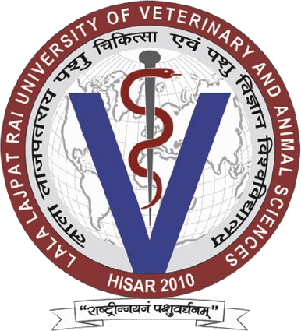 LALA LAJPAT RAI UNIVERSITY OF VETERINARY AND ANIMAL SCIENCES
लाला लाजपतराय पशु चिकित्सा एवं पशु विज्ञान विश्वविद्यालय
V
HISAR 2010
"राष्ट्रोन्नयनं पशुवर्धनम्"